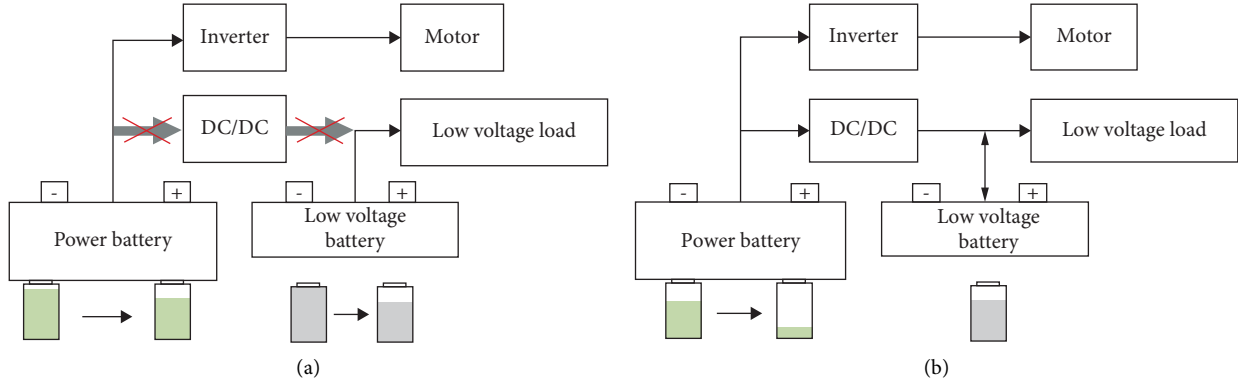 Inverter
Motor
DC/DC
Low voltage load
-
+
-
+
Power battery
Low voltage
battery
(a)
Inverter
Motor
DC/DC
Low voltage load
-
+
-
+
Power battery
Low voltage
battery
(b)